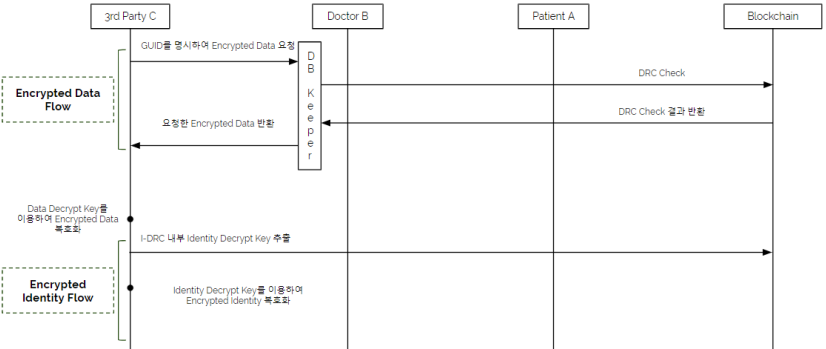 3rd Party C
Doctor B
Patient A
Blockchain
GUID를 명시하여 Encrypted Data 요청
DB Keeper
DRC Check
Encrypted Data
Flow
DRC Check 결과 반환
요청한 Encrypted Data 반환
Data Decrypt Key를
이용하여 Encrypted Data
복호화
I-DRC 내부 Identity Decrypt Key 추출
Encrypted
Identity Flow
Identity Decrypt Key를 이용하여
Encrypted Identity 복호화